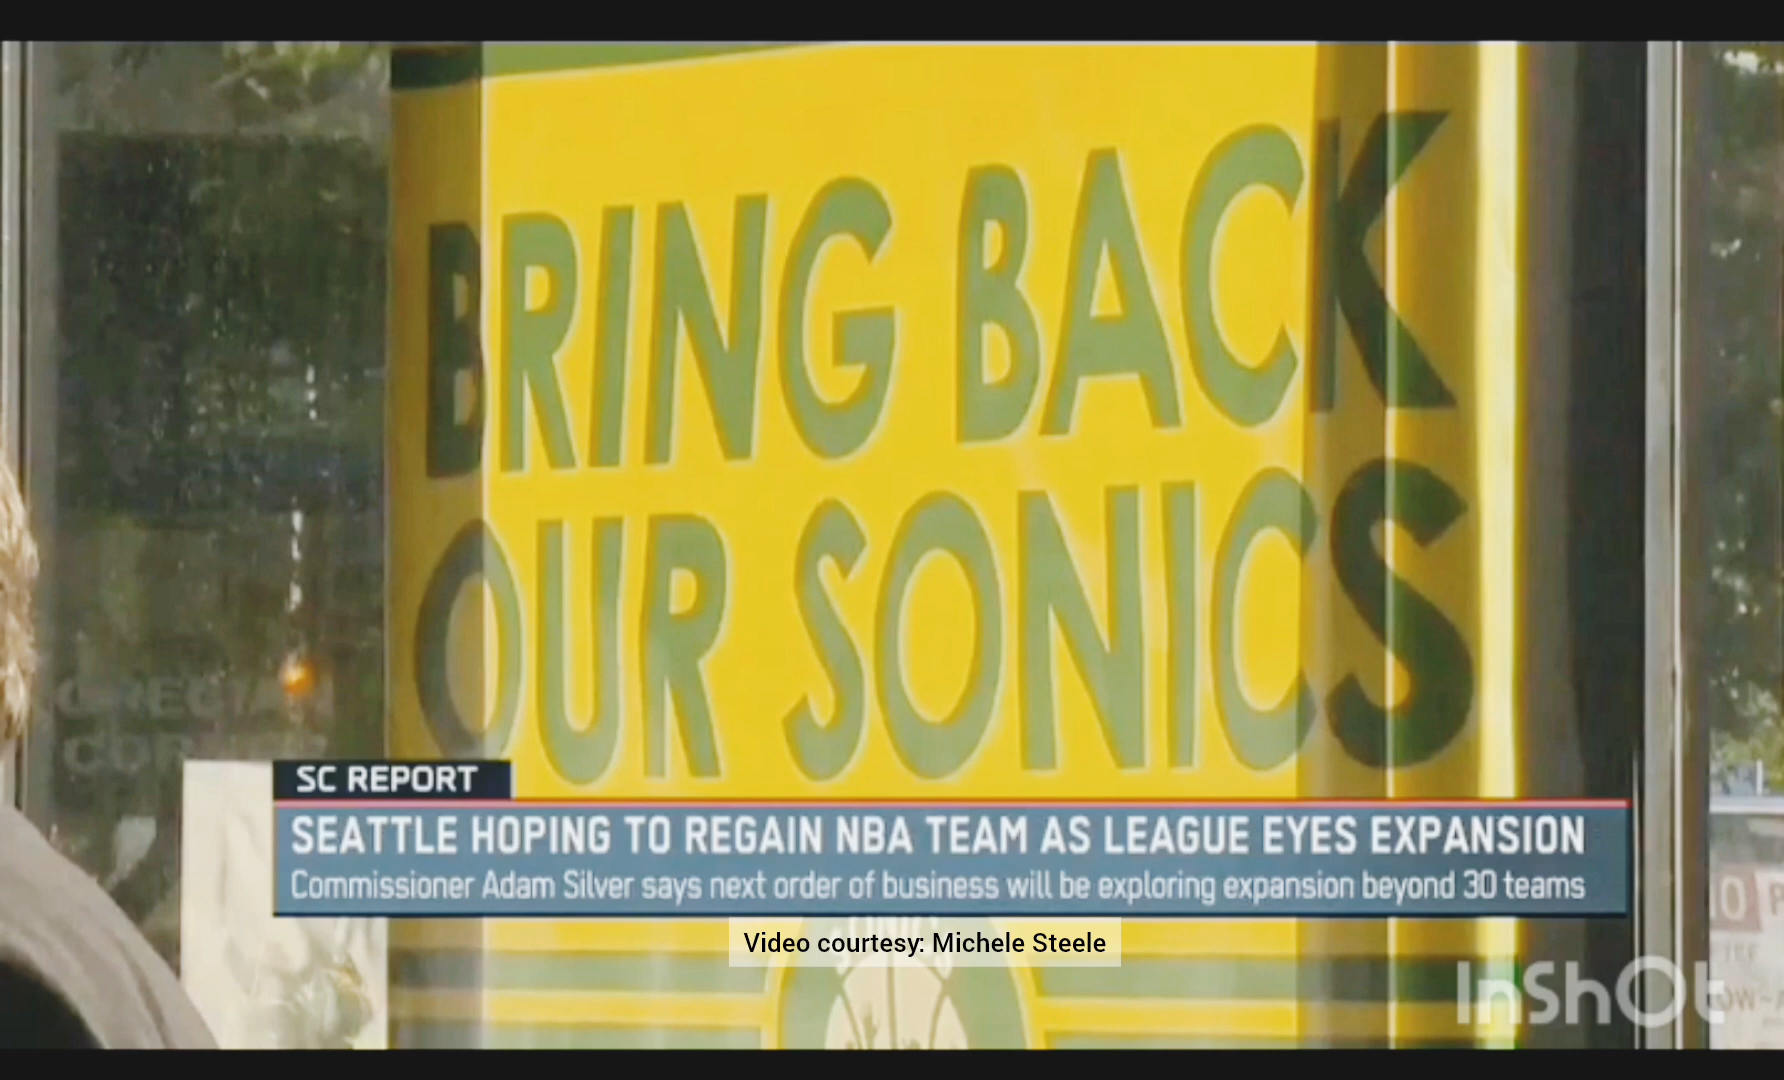 BRING BACK
OUR SONICS
SC REPORT
SEATTLE HOPING TO REGAIN NBA TEAM AS LEAGUE EYES EXPANSION
Commissioner Adam Silver says next order of business will be exploring expansion beyond 30 teams
Video courtesy: Michele Steele
InShOt